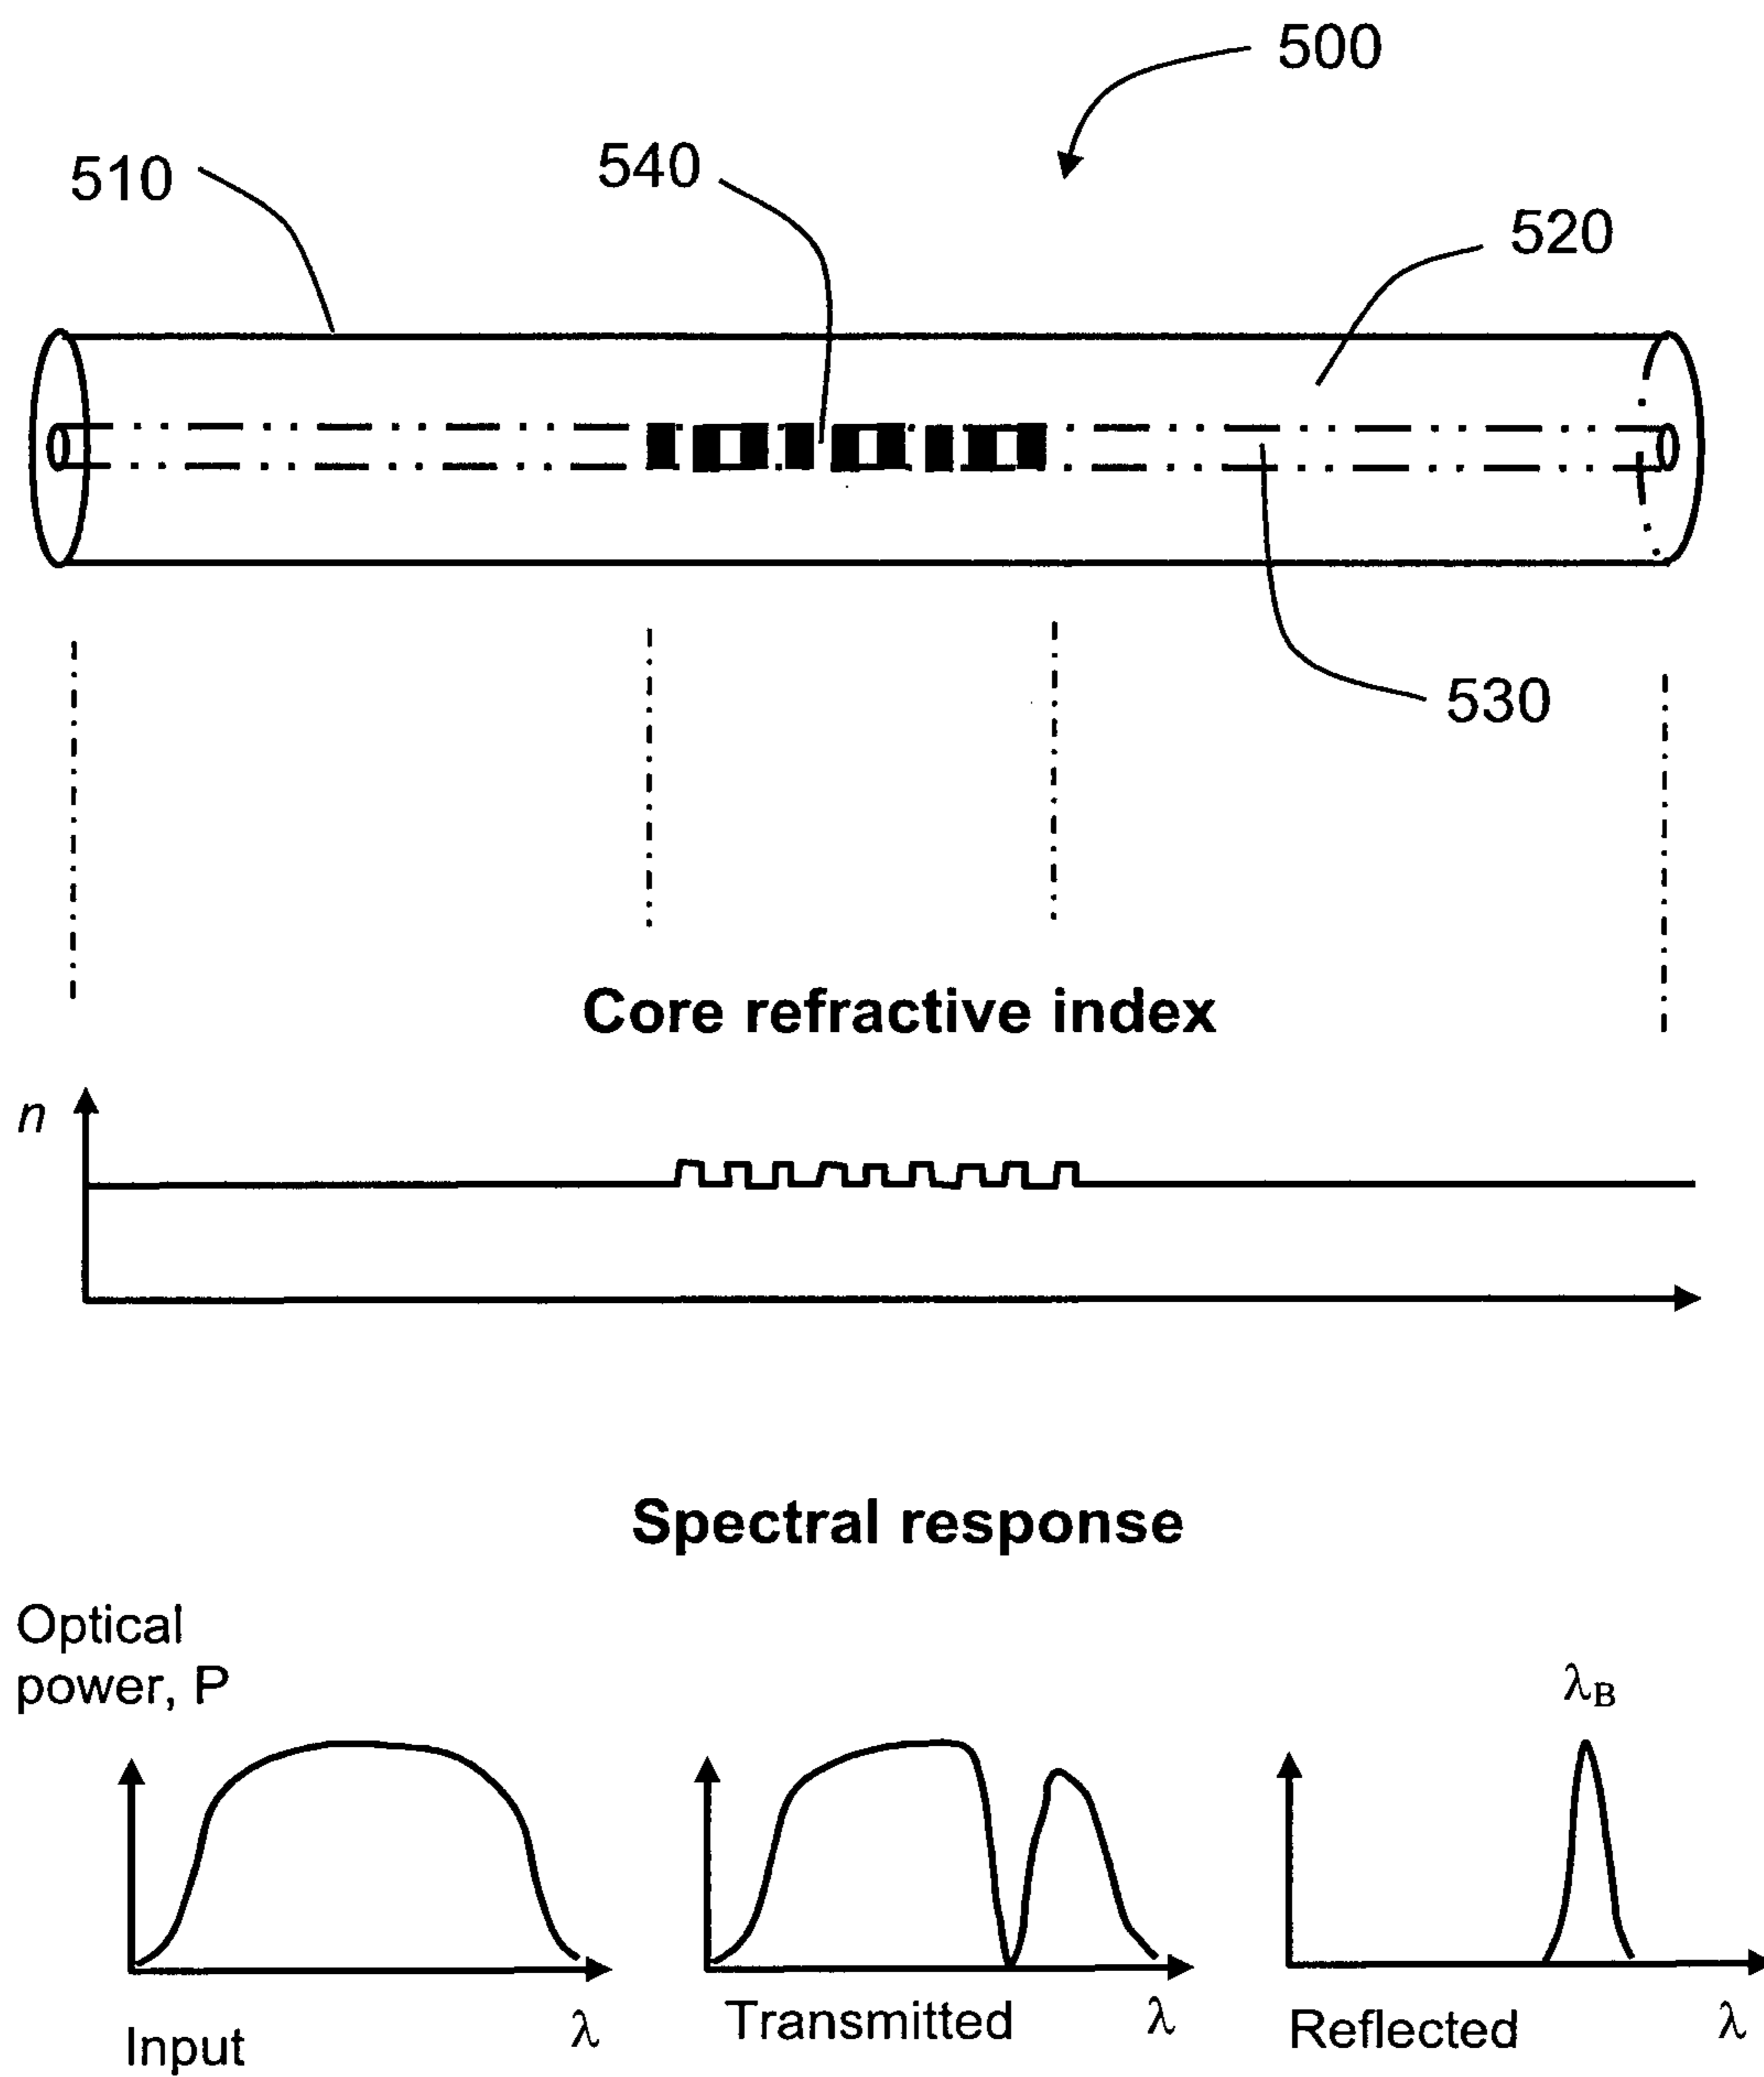 500
540
510
520
530
Core refractive index
n
Spectral response
Optical
power, P
λB
Input
λ
Transmitted
λ
Reflected
λ